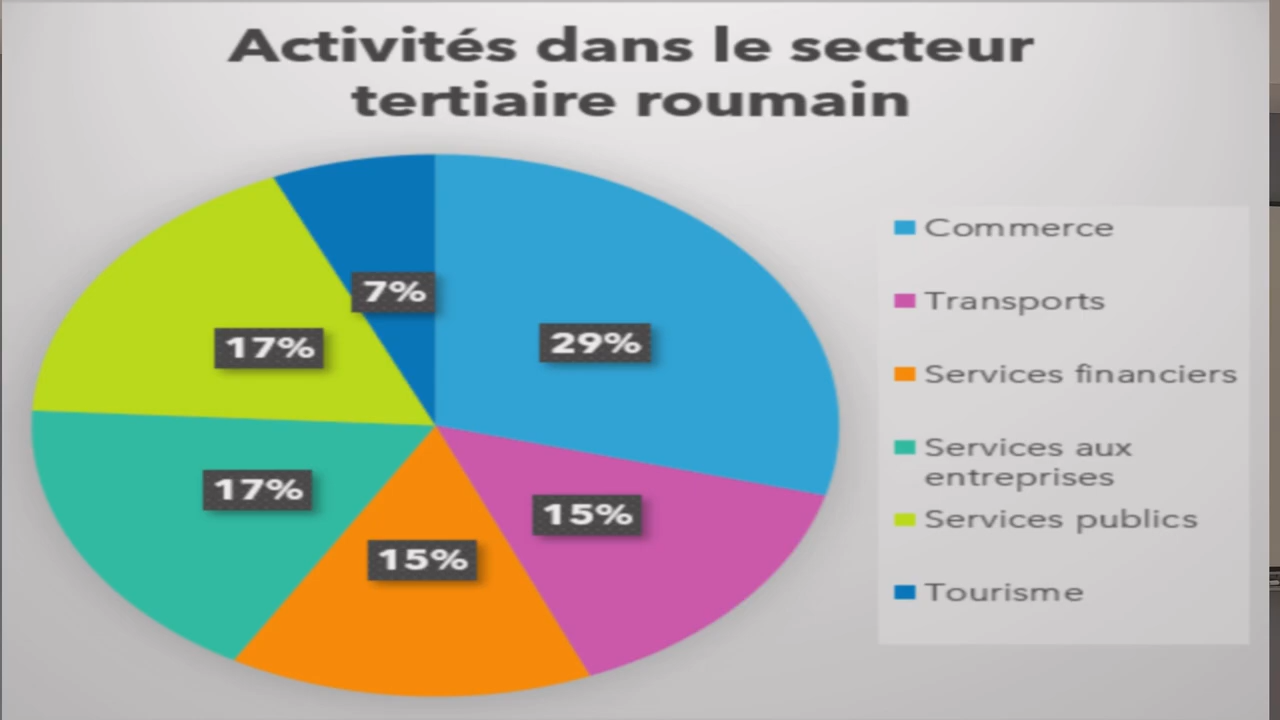 Activités dans le secteur
tertiaire roumain
7%
17%
29%
17%
15%
15%
Commerce
Transports
Services financiers
Services aux
entreprises
Services publics
Tourisme